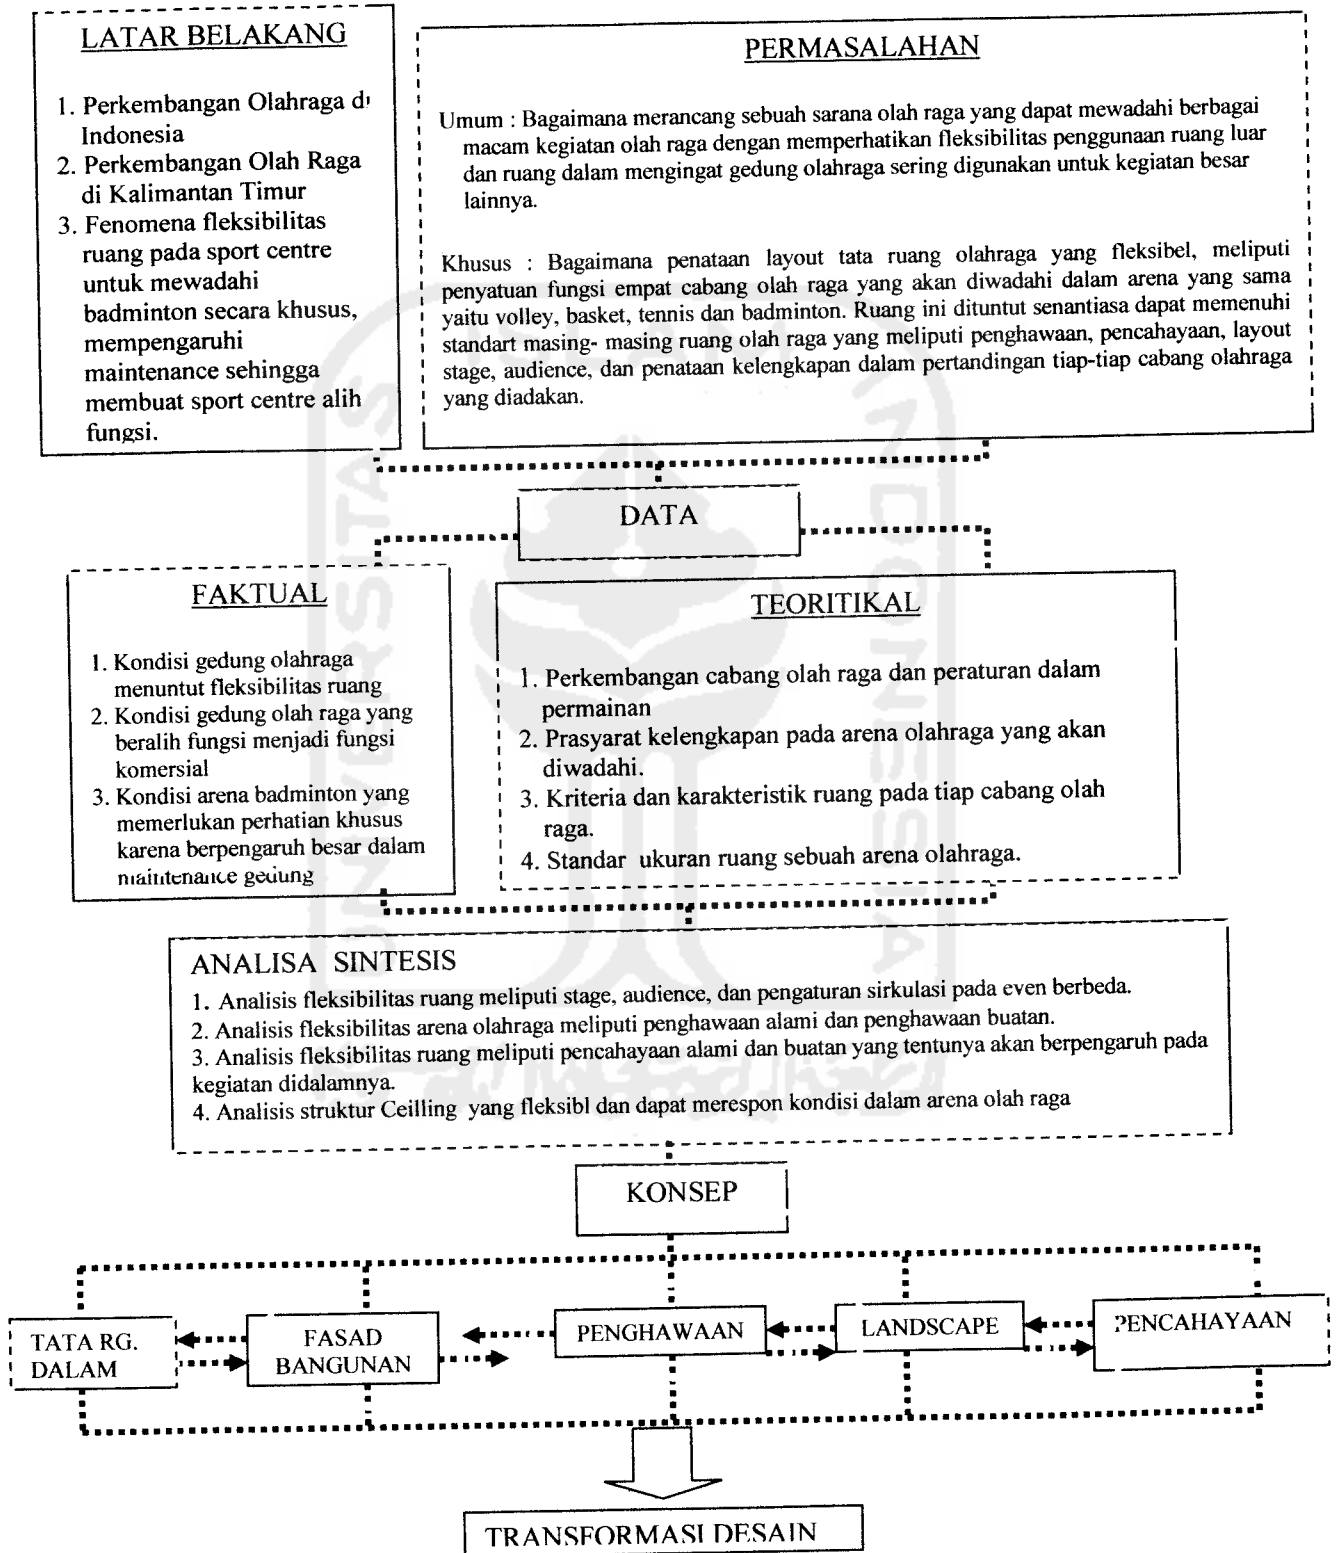 LATAR BELAKANG
1. Perkembangan Olahraga di
Indonesia
2. Perkembangan Olah Raga
di Kalimantan Timur
3. Fenomena fleksibilitas
ruang pada sport centre
untuk mewadahi
badminton secara khusus,
mempengaruhi
maintenance sehingga
membuat sport centre alih
fungsi.
PERMASALAHAN
Umum : Bagaimana merancang sebuah sarana olah raga yang dapat mewadahi berbagai
macam kegiatan olah raga dengan memperhatikan fleksibilitas penggunaan ruang luar
dan ruang dalam mengingat gedung olahraga sering digunakan untuk kegiatan besar
lainnya.
Khusus : Bagaimana penataan layout tata ruang olahraga yang fleksibel, meliputi
penyatuan fungsi empat cabang olah raga yang akan diwadahi dalam arena yang sama
yaitu volley, basket, tennis dan badminton. Ruang ini dituntut senantiasa dapat memenuhi
standart masing- masing ruang olah raga yang meliputi penghawaan, pencahayaan, layout
stage, audience, dan penataan kelengkapan dalam pertandingan tiap-tiap cabang olahraga
yang diadakan.
DATA
FAKTUAL
1. Kondisi gedung olahraga
menuntut fleksibilitas ruang
2. Kondisi gedung olah raga yang
beralih fungsi menjadi fungsi
komersial
3. Kondisi arena badminton yang
memerlukan perhatian khusus
karena berpengaruh besar dalam
maintenance gedung
TEORITIKAL
1. Perkembangan cabang olah raga dan peraturan dalam
permainan
2. Prasyarat kelengkapan pada arena olahraga yang akan
diwadahi.
3. Kriteria dan karakteristik ruang pada tiap cabang olah
raga.
4. Standar ukuran ruang sebuah arena olahraga.
ANALISA SINTESIS
1. Analisis fleksibilitas ruang meliputi stage, audience, dan pengaturan sirkulasi pada even berbeda.
2. Analisis fleksibilitas arena olahraga meliputi penghawaan alami dan penghawaan buatan.
3. Analisis fleksibilitas ruang meliputi pencahayaan alami dan buatan yang tentunya akan berpengaruh pada
kegiatan didalamnya.
4. Analisis struktur Ceilling yang fleksibl dan dapat merespon kondisi dalam arena olah raga
KONSEP
TATA RG.
DALAM
FASAD
BANGUNAN
PENGHAWAAN
LANDSCAPE
PENCAHAYAAN
TRANSFORMASI DESAIN
UNIVERSITAS
ISLAM
INDONESIA